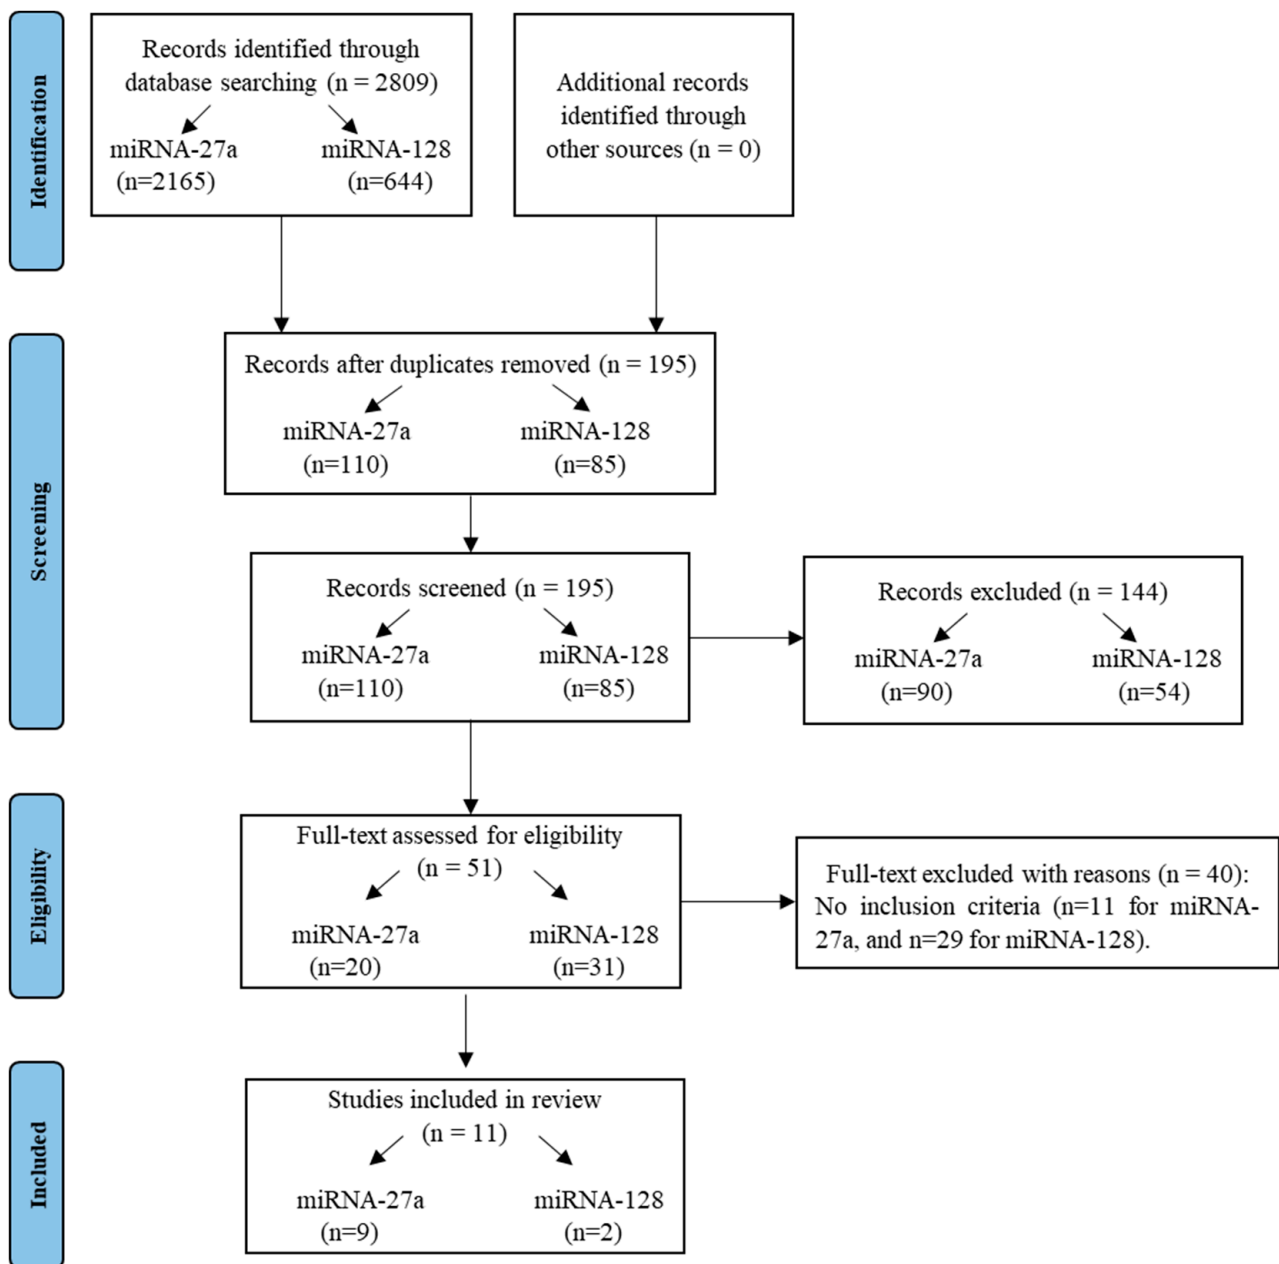 Identification
Records identified through
database searching (n = 2809)
miRNA-27a
(n=2165)
miRNA-128
(n=644)
Additional records
identified through
other sources (n = 0)
Screening
Records after duplicates removed (n = 195)
miRNA-27a
(n=110)
miRNA-128
(n=85)
Records screened (n = 195)
miRNA-27a
(n=110)
miRNA-128
(n=85)
Records excluded (n = 144)
miRNA-27a
(n=90)
miRNA-128
(n=54)
Eligibility
Full-text assessed for eligibility
(n = 51)
miRNA-27a
(n=20)
miRNA-128
(n=31)
Full-text excluded with reasons (n = 40):
No inclusion criteria (n=11 for miRNA-
27a, and n=29 for miRNA-128).
Included
Studies included in review
(n = 11)
miRNA-27a
(n=9)
miRNA-128
(n=2)